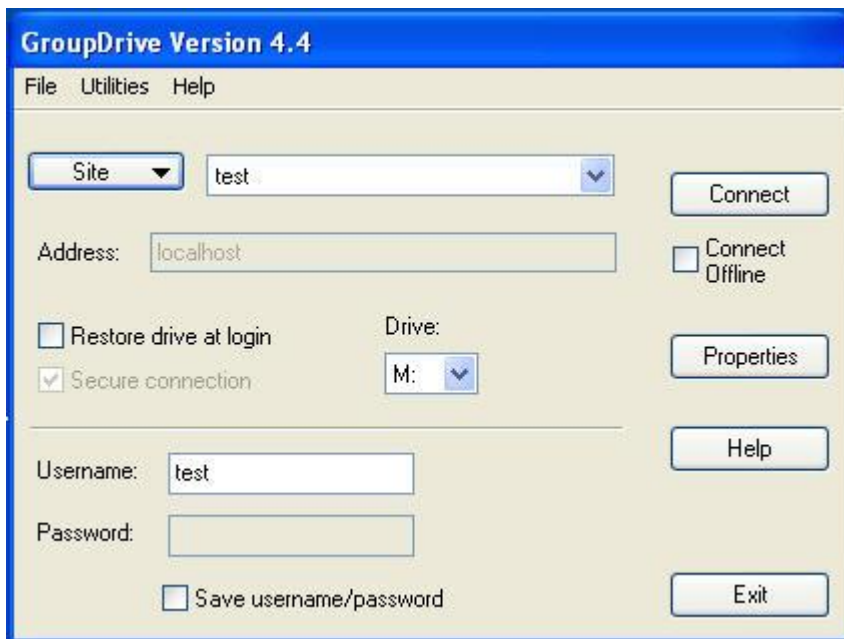 GroupDrive Version 4.4
File Utilities Help
Site test
Connect
Address: localhost
Connect
Offline
Restore drive at login
Drive:
Secure connection
M:
Properties
Username: test
Help
Password:
Save username/password
Exit